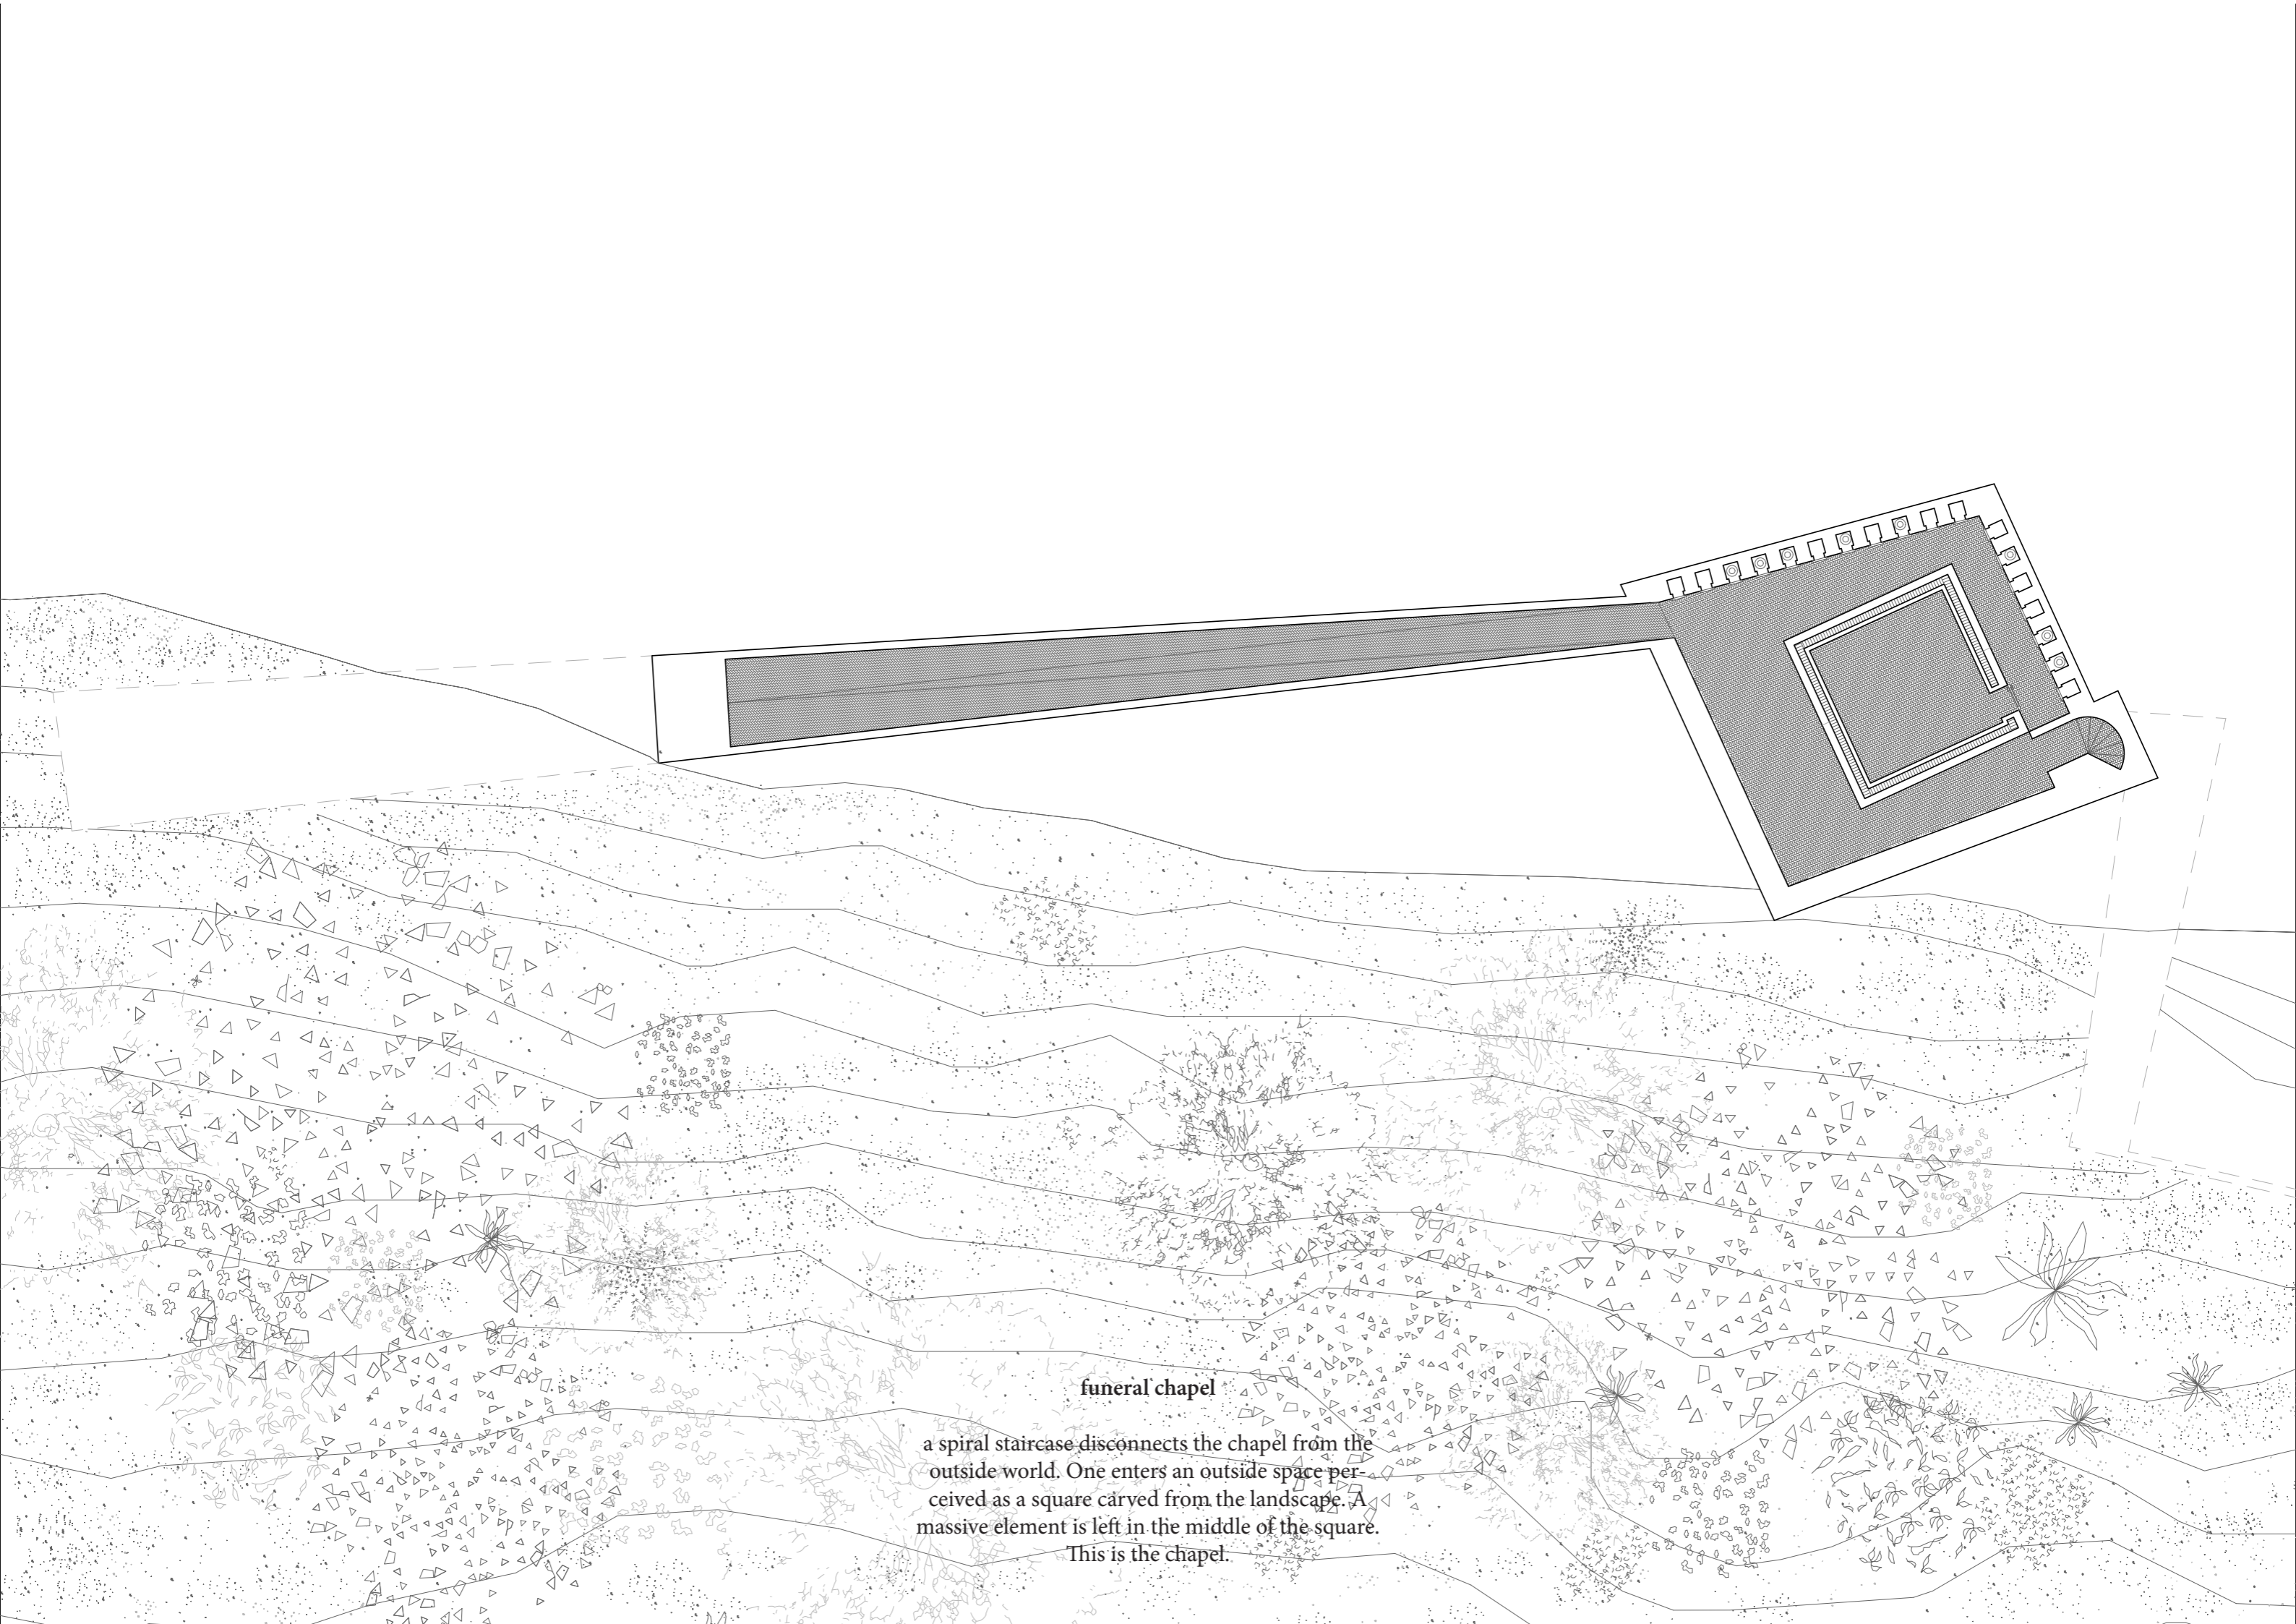 funeral chapel
a spiral staircase disconnects the chapel from the
outside world. One enters an outside space per-
ceived as a square carved from the landscape. A
massive element is left in the middle of the square.
This is the chapel.